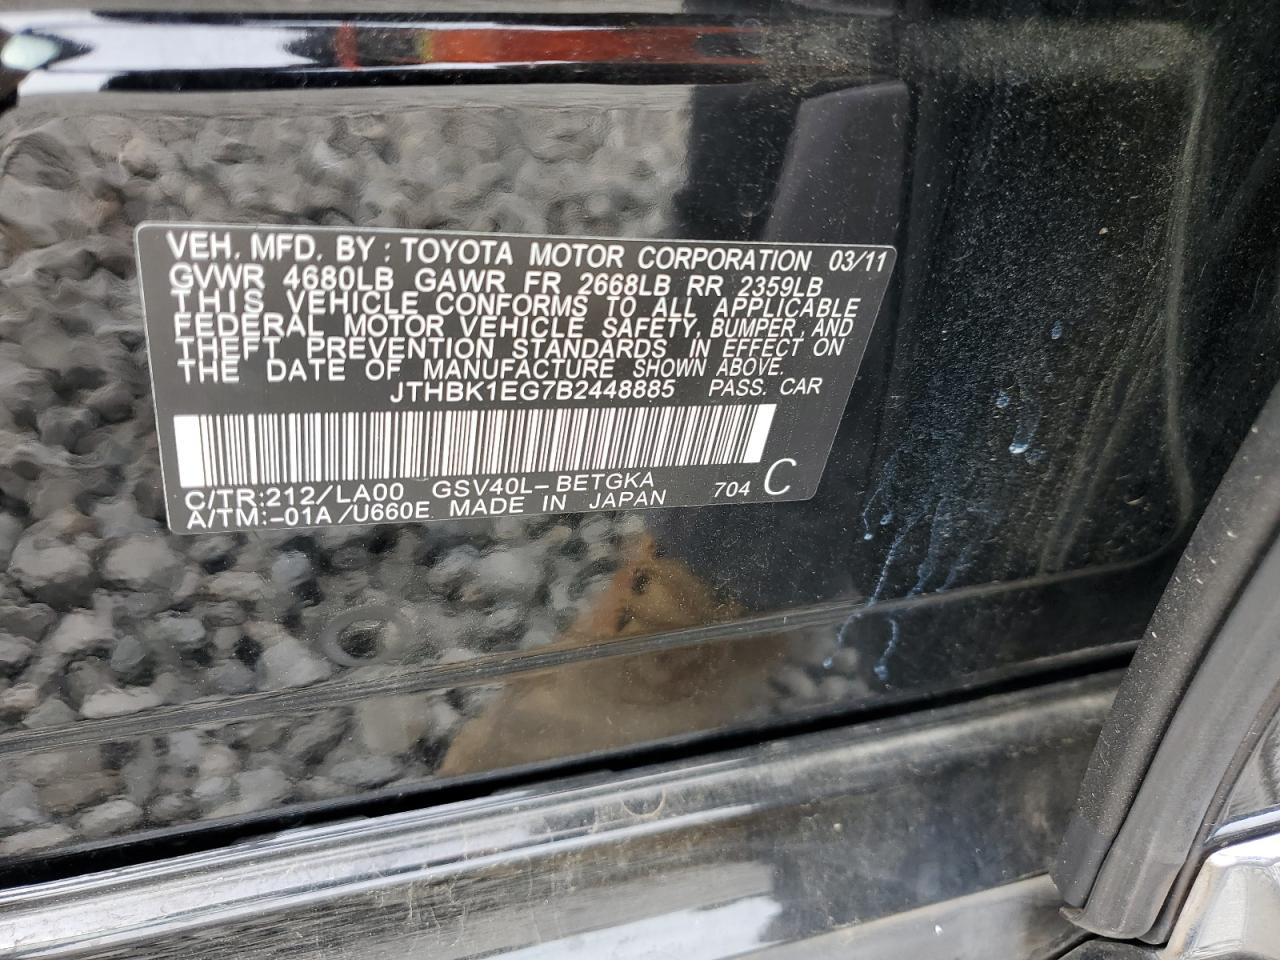 VEH. MFD. BY : TOYOTA MOTOR CORPORATION 03/11
GVWR 4680LB GAWR FR 2668LB RR 2359LB
THIS VEHICLE CONFORMS TO ALL APPLICABLE
FEDERAL MOTOR VEHICLE SAFETY, BUMPER, AND
THEFT PREVENTION STANDARDS IN EFFECT ON
THE DATE OF MANUFACTURE SHOWN ABOVE.
JTHBK1EG7B2448885 PASS. CAR
C/TR:212/LA00 GSV40L-BETGKA 704 C
A/TM:-01A/U660E MADE IN JAPAN